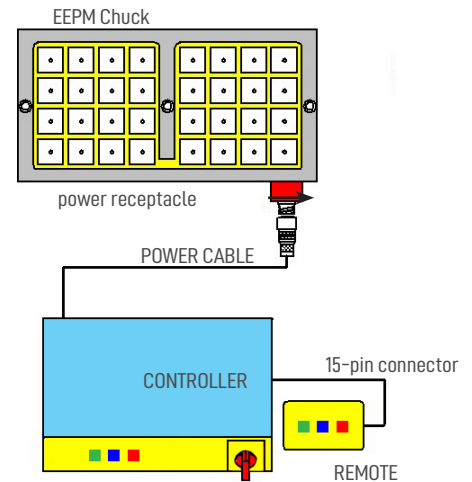 EEPM Chuck
power receptacle
POWER CABLE
15-pin connector
CONTROLLER
REMOTE